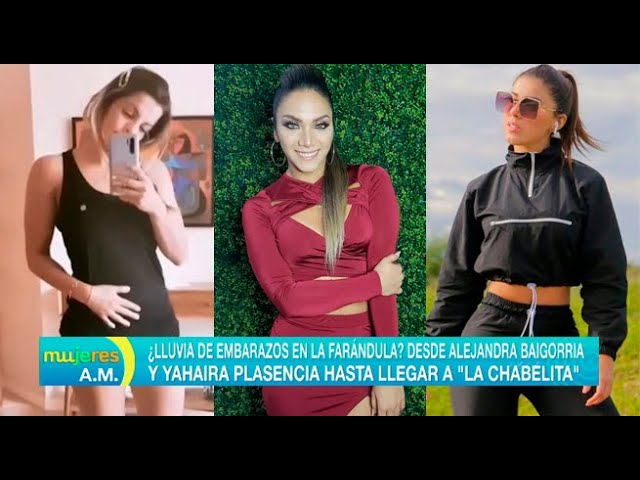 mujeres
A.M.
¿LLUVIA DE EMBARAZOS EN LA FARÁNDULA? DESDE ALEJANDRA BAIGORRIA
Y YAHAIRA PLASENCIA HASTA LLEGAR A "LA CHABELITA"